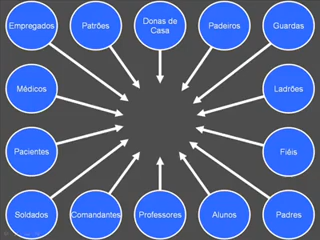 Empregados
Patrões
Donas de
Casa
Padeiros
Guardas
Médicos
Ladrões
Pacientes
Fiéis
Soldados
Comandantes
Professores
Alunos
Padres